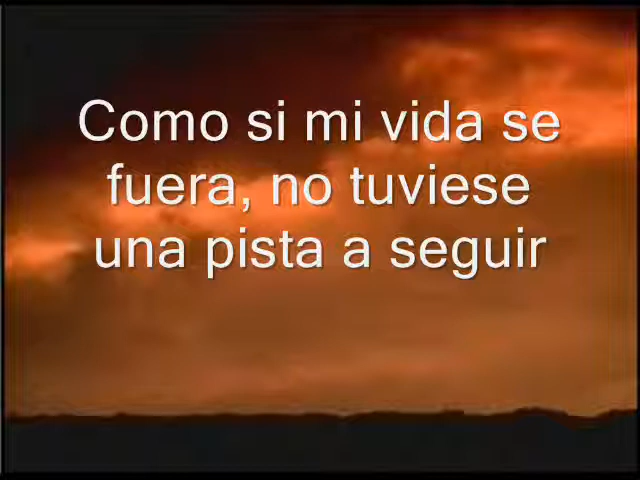 Como si mi vida se
fuera, no tuviese
una pista a seguir